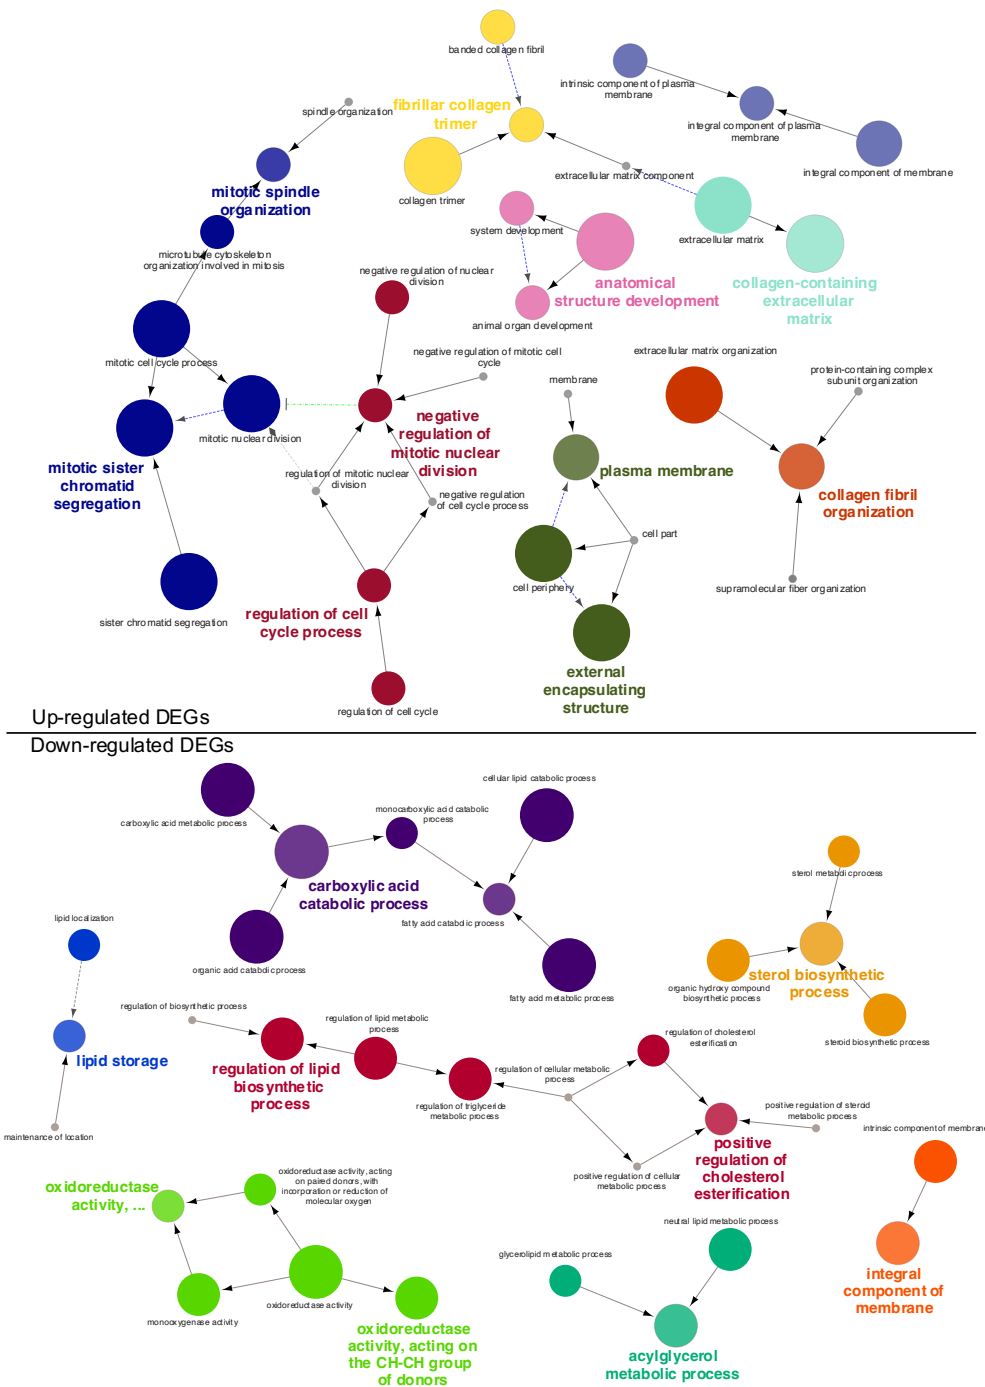 banded collagen fibril
intrinsic component of plasma
membrane
spindle organization
fibrillar collagen
trimer
integral component of plasma
membrane
integral component of membrane
extracellular matrix component
collagen trimer
mitotic spindle
organization
system development
extracellular matrix
microtubule cytoskeleton
organization involved in mitosis
negative regulation of nuclear
division
anatomical
structure development
collagen-containing
extracellular
matrix
animal organ development
mitotic cell cycle process
negative regulation of mitotic cell
cycle
extracellular matrix organization
protein-containing complex
subunit organization
membrane
negative
regulation of
mitotic nuclear
division
mitotic nuclear division
mitotic sister
chromatid
segregation
regulation of mitotic nuclear
division
negative regulation
of cell cycle process
plasma membrane
collagen fibril
organization
cell part
cell periphery
supramolecular fiber organization
sister chromatid segregation
regulation of cell
cycle process
external
encapsulating
structure
regulation of cell cycle
Up-regulated DEGs
Down-regulated DEGs
cellular lipid catabolic process
carboxylic acid metabolic process
monocarboxylic acid catabolic
process
sterol metabdi cprocess
carboxylic acid
catabolic process
lipid localization
fatty acid catabolic process
organic acid catabdic process
fatty acid metabolic process
sterol biosynthetic
process
organic hydroxy compound
biosynthetic process
steroid biosynthetic process
regulation of biosynthetic process
regulation of lipid metabolic
process
regulation of cholesterol
esterification
lipid storage
regulation of lipid
biosynthetic
process
regulation of cellular metabolic
process
regulation of triglyceride
metabolic process
positive regulation of steroid
metabolic process
maintenance of location
intrinsic component of membrane
positive
regulation of
cholesterol
esterification
positive regulation of cellular
metabolic process
oxidoreductase
activity, ...
oxidoreductase activity, acting
on paired donors, with
incorporation or reduction of
molecular oxygen
neutral lipid metabolic process
glycerolipid metabolic process
integral
component of
membrane
oxidoreductase activity
monooxygenase activity
oxidoreductase
activity, acting on
the CH-CH group
of donors
acylglycerol
metabolic process